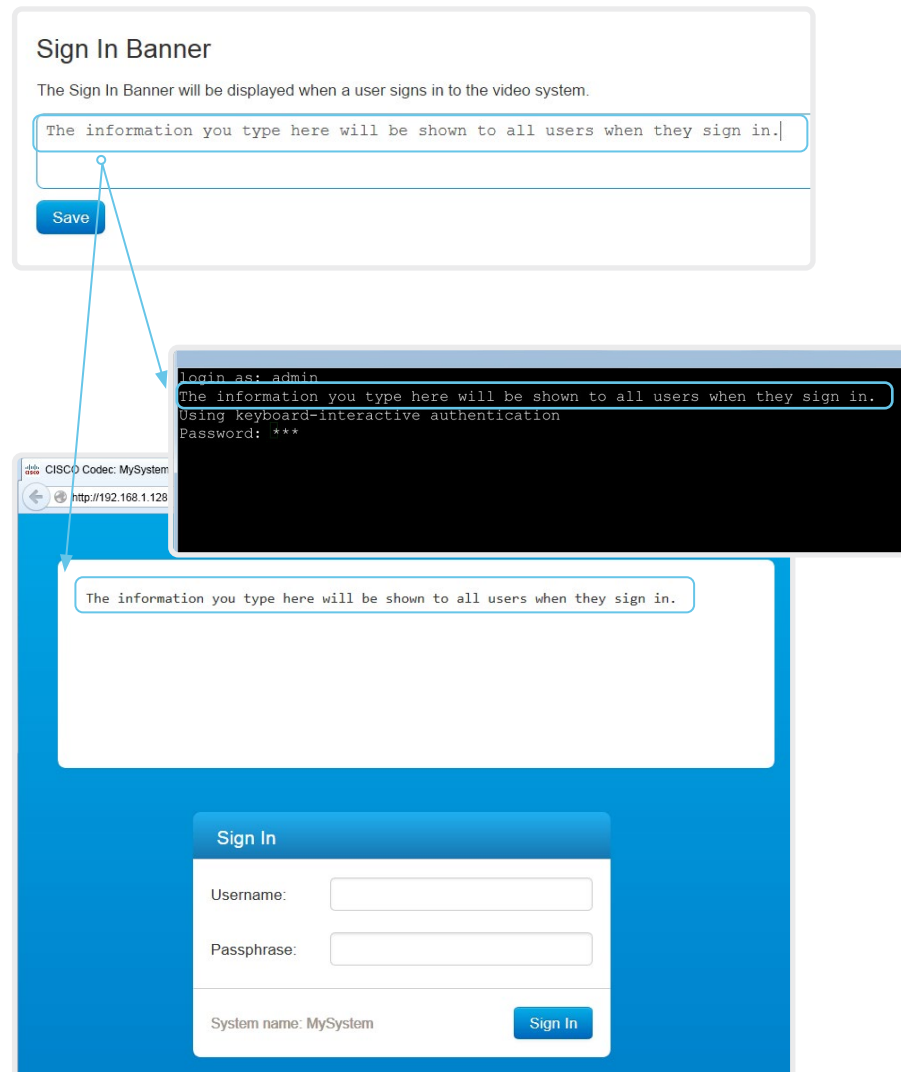 Sign In Banner
The Sign In Banner will be displayed when a user signs in to the video system.
The information you type here will be shown to all users when they sign in.
Save
login as: admin
The information you type here will be shown to all users when they sign in.
Using keyboard-interactive authentication
Password: ***
CISCO Codec: MySystem
http://192.168.1.128
The information you type here will be shown to all users when they sign in.
Sign In
Username:
Passphrase:
System name: MySystem
Sign In